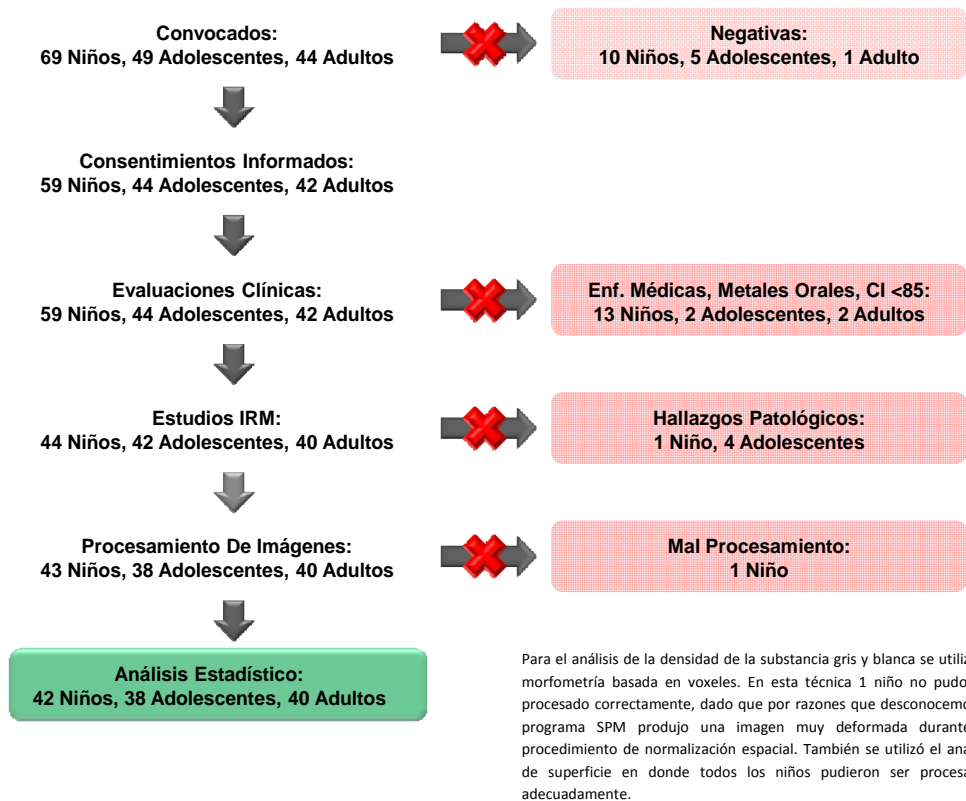 Convocados:
69 Niños, 49 Adolescentes, 44 Adultos
Negativas:
10 Niños, 5 Adolescentes, 1 Adulto
Consentimientos Informados:
59 Niños, 44 Adolescentes, 42 Adultos
Evaluaciones Clínicas:
59 Niños, 44 Adolescentes, 42 Adultos
Enf. Médicas, Metales Orales, CI <85:
13 Niños, 2 Adolescentes, 2 Adultos
Estudios IRM:
44 Niños, 42 Adolescentes, 40 Adultos
Hallazgos Patológicos:
1 Niño, 4 Adolescentes
Procesamiento De Imágenes:
43 Niños, 38 Adolescentes, 40 Adultos
Mal Procesamiento:
1 Niño
Análisis Estadístico:
42 Niños, 38 Adolescentes, 40 Adultos
Para el análisis de la densidad de la substancia gris y blanca se
morfometría basada en voxeles. En esta técnica 1 niño no pudo
procesado correctamente, dado que por razones que
programa SPM produjo una imagen muy deformada
procedimiento de normalización espacial. También se utilizó el
de superficie en donde todos los niños pudieron ser
adecuadamente.